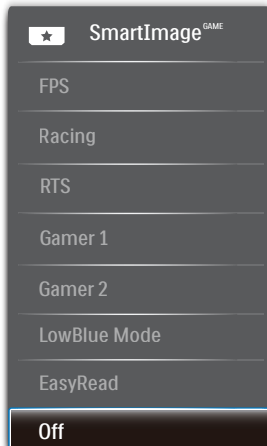 SmartImage GAME
FPS
Racing
RTS
Gamer 1
Gamer 2
LowBlue Mode
EasyRead
Off